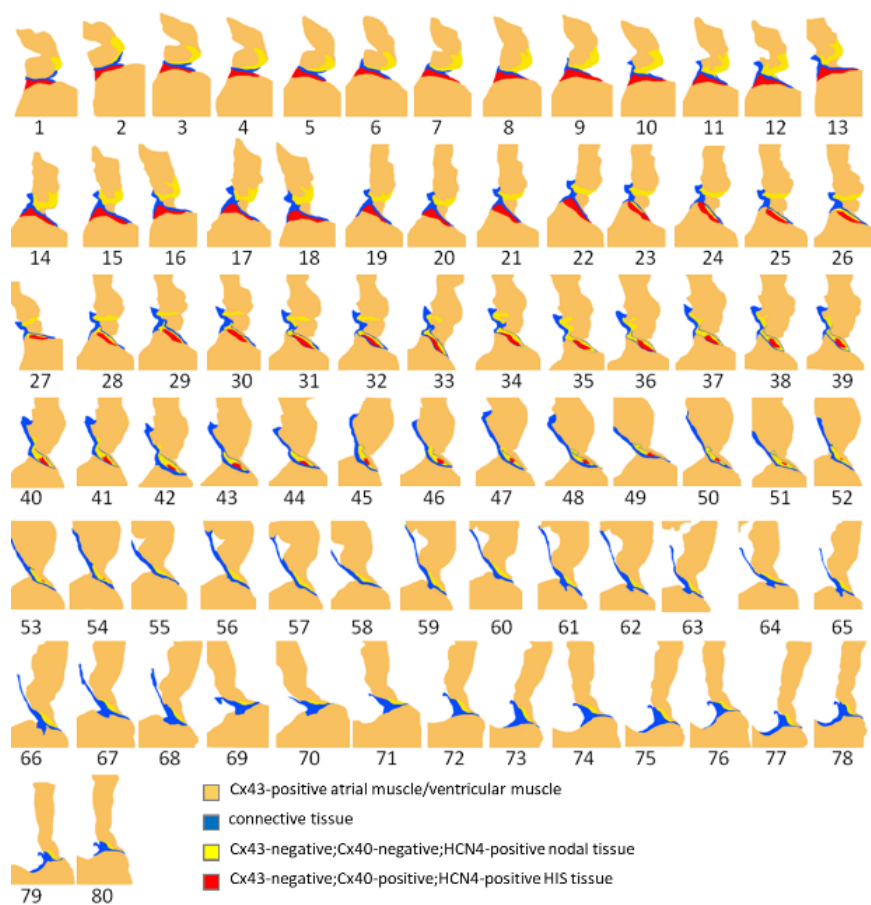 1 2 3 4 5 6 7 8 9 10 11 12 13
14 15 16 17 18 19 20 21 22 23 24 25 26
27 28 29 30 31 32 33 34 35 36 37 38 39
40 41 42 43 44 45 46 47 48 49 50 51 52
53 54 55 56 57 58 59 60 61 62 63 64 65
66 67 68 69 70 71 72 73 74 75 76 77 78
Cx43-positive atrial muscle/ventricular muscle
connective tissue
Cx43-negative;Cx40-negative;HCN4-positive nodal tissue
Cx43-negative;Cx40-positive;HCN4-positive HIS tissue
79 80